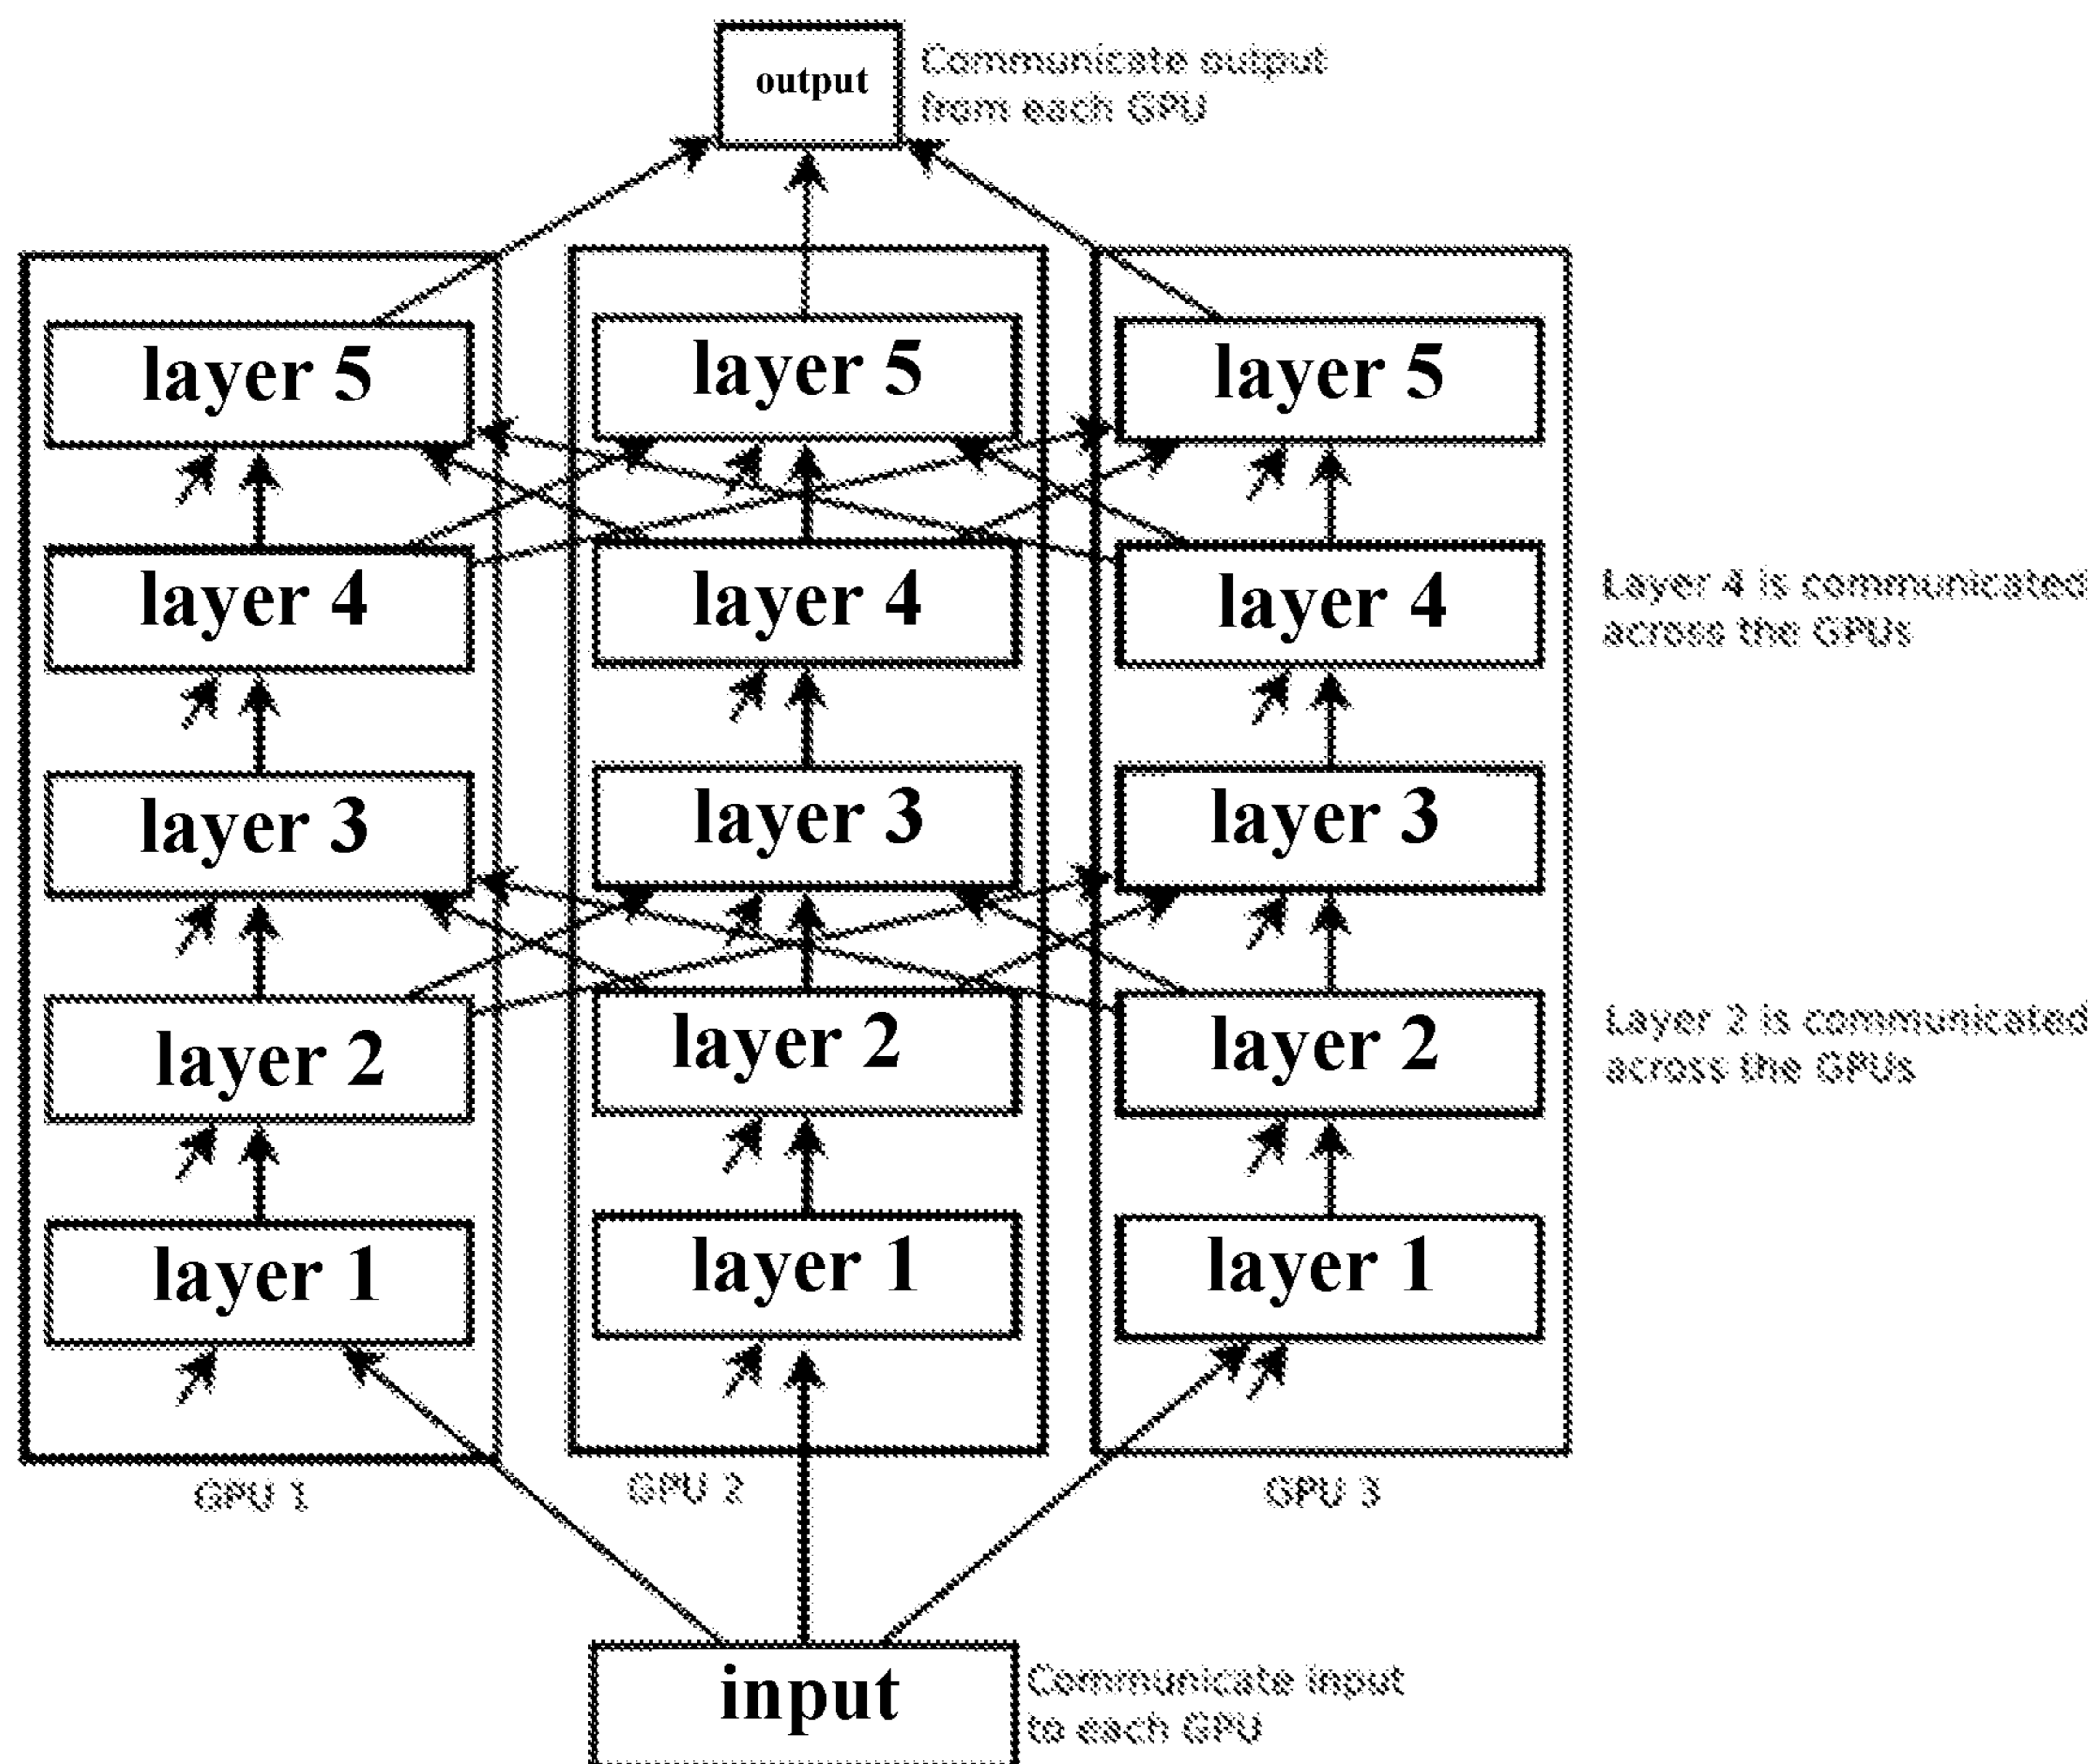 output
Communicate output
from each GPU
layer 5
layer 5
layer 5
layer 4
layer 4
layer 4
Layer 4 is communicated
across the GPUs
layer 3
layer 3
layer 3
layer 2
layer 2
layer 2
Layer 2 is communicated
across the GPUs
layer 1
layer 1
layer 1
GPU 1
GPU 2
GPU 3
input
Communicate input
to each GPU